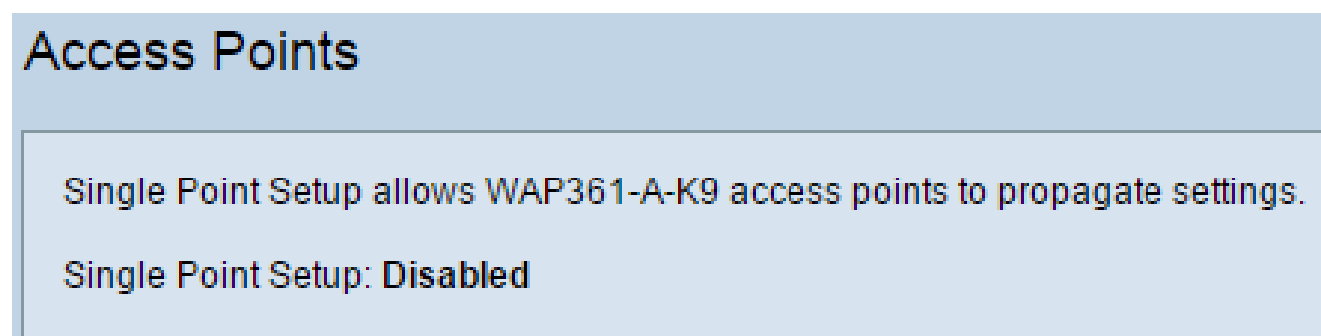 Access Points
Single Point Setup allows WAP361-A-K9 access points to propagate settings.
Single Point Setup: Disabled